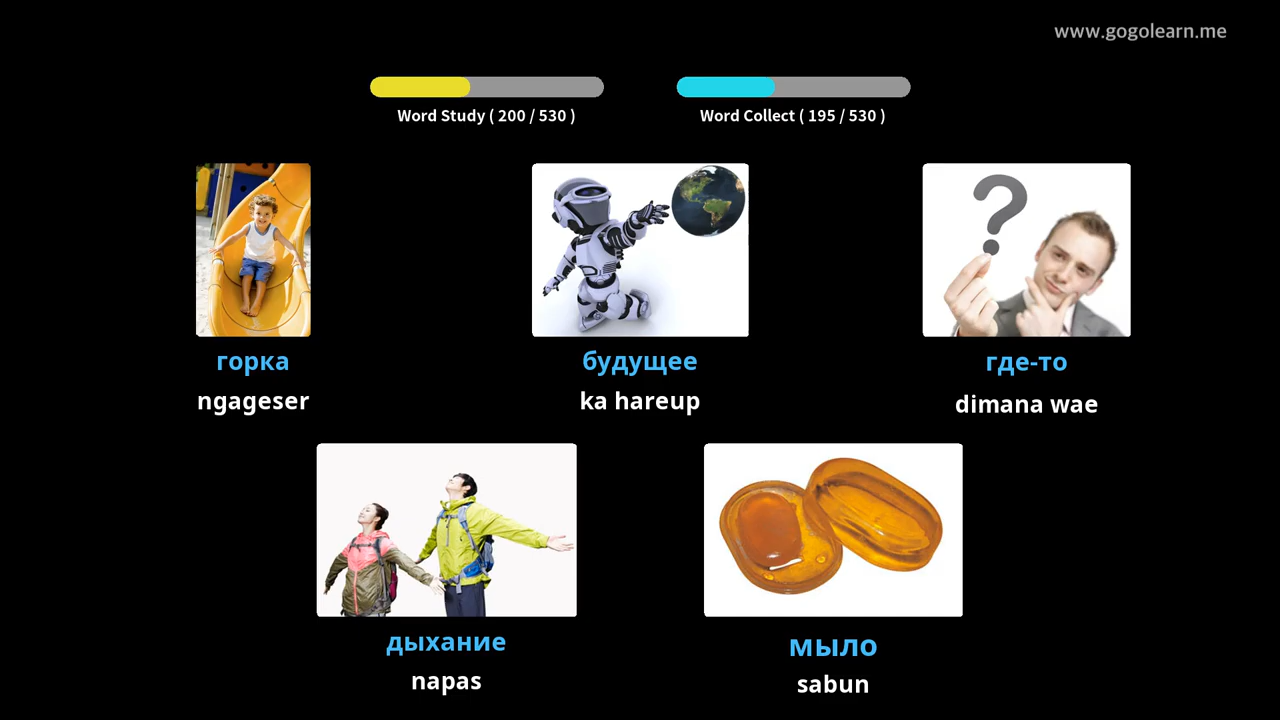 www.gogolearn.me
Word Study ( 200 / 530 )
Word Collect ( 195 / 530 )
горка
ngageser
будущее
ka hareup
где-то
dimana wae
дыхание
napas
мыло
sabun